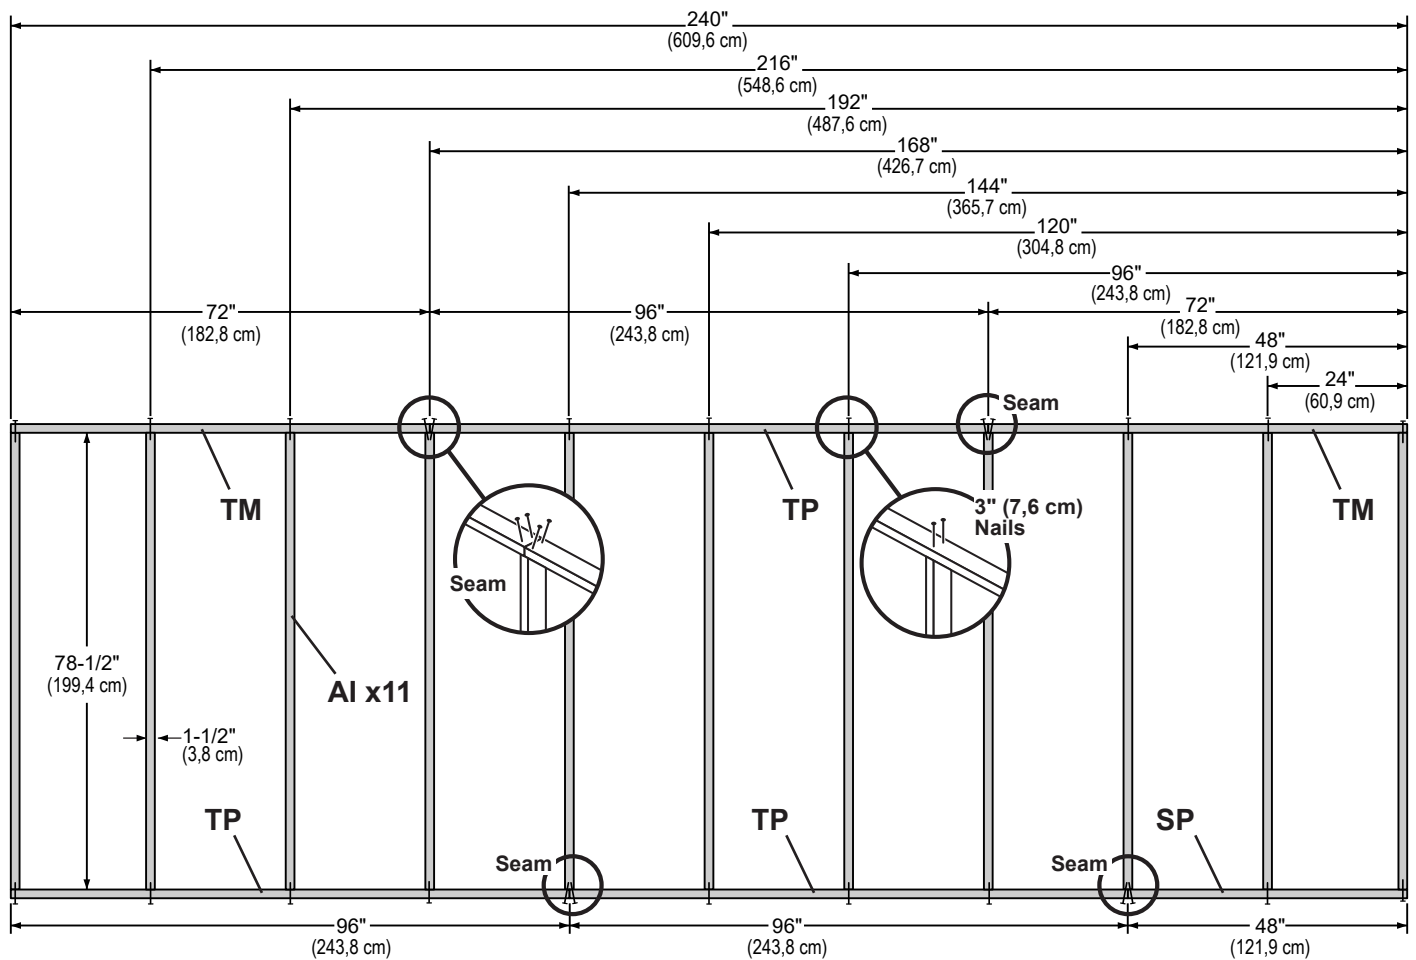 240"
(609,6 cm)
216"
(548,6 cm)
192"
(487,6 cm)
168"
(426,7 cm)
144"
(365,7 cm)
120"
(304,8 cm)
96"
(243,8 cm)
72"
(182,8 cm)
96"
(243,8 cm)
72"
(182,8 cm)
48"
(121,9 cm)
24"
(60,9 cm)
Seam
TM
TP
3" (7,6 cm)
Nails
TM
Seam
78-1/2"
(199,4 cm)
AI x11
1-1/2"
(3,8 cm)
TP
TP
SP
Seam
Seam
96"
(243,8 cm)
96"
(243,8 cm)
48"
(121,9 cm)